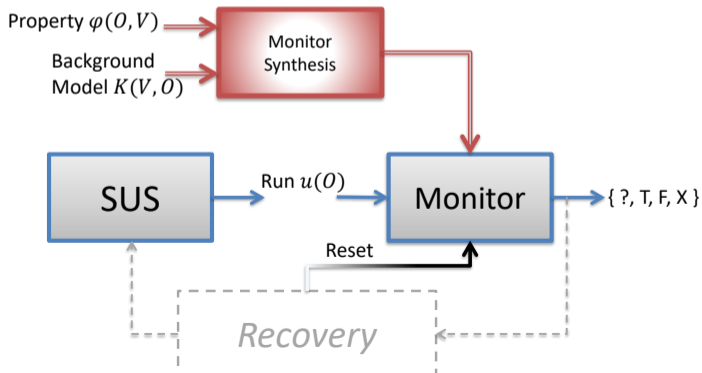 Property φ(O,V)
Monitor
Synthesis
Background
Model K(V,O)
SUS
Run u(O)
Monitor
{ ?, T, F, X }
Reset
Recovery